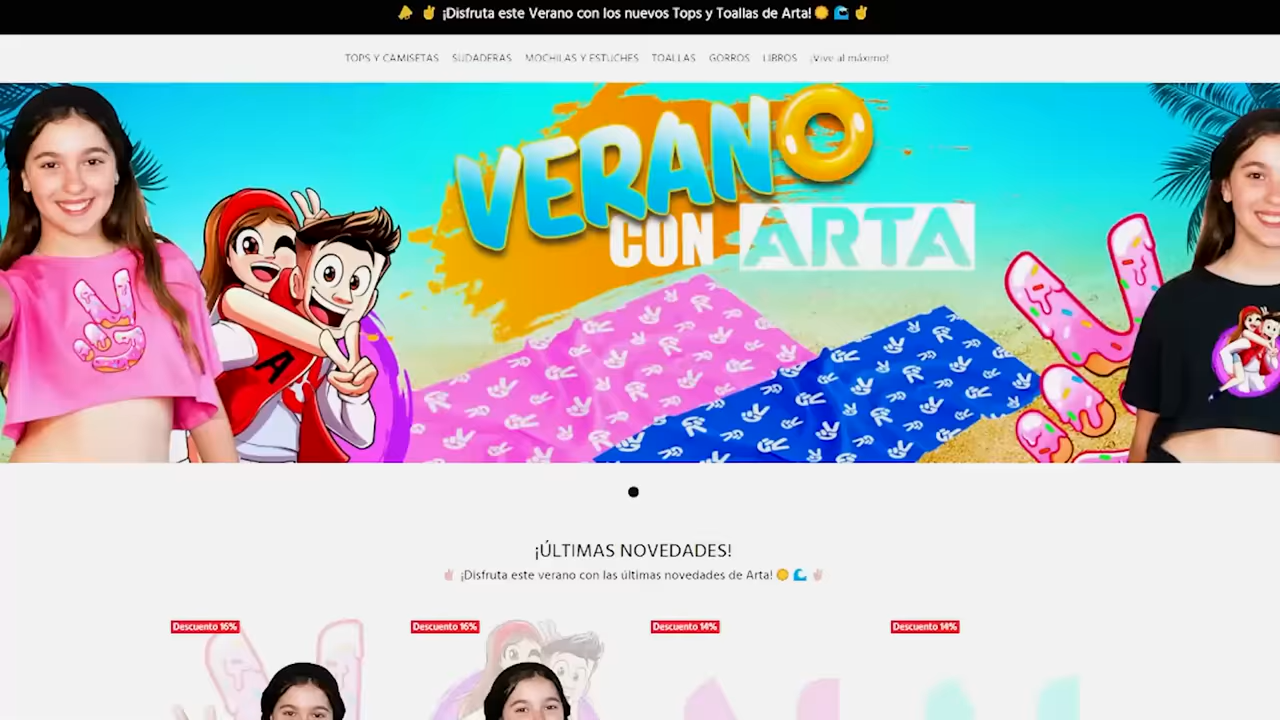 ¡Disfruta este Verano con los nuevos Tops y Toallas de Arta!
TOPS Y CAMISETAS SUDADERAS MOCHILAS Y ESTUCHES TOALLAS GORROS LIBROS ¡Vive al máximo!
VERANO
CON ARTA
A
¡ÚLTIMAS NOVEDADES!
¡Disfruta este verano con las últimas novedades de Arta!
Descuento 16% Descuento 16% Descuento 14% Descuento 14%